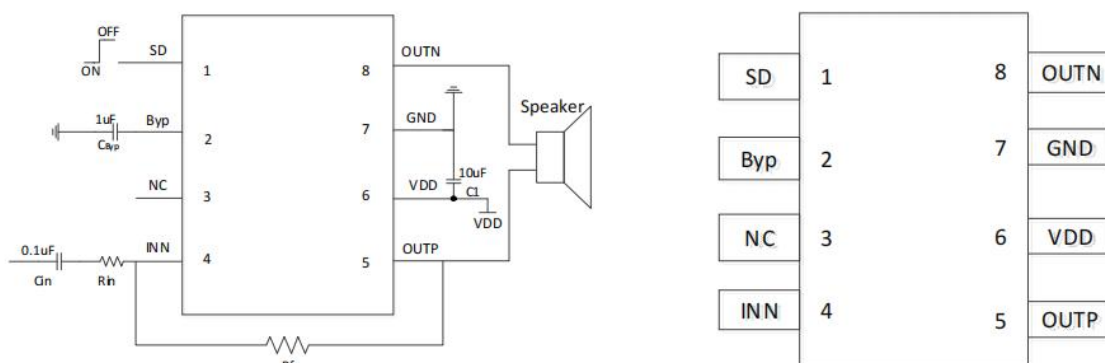 OFF
ON
SD
1
1uF
CByp
Byp
2
NC
3
0.1uF
Cin
Rin
INN
4
OUTN
8
GND
7
VDD
6
10uF
C1
VDD
OUTP
5
Speaker
SD 1 8 OUTN
Byp 2 7 GND
NC 3 6 VDD
INN 4 5 OUTP